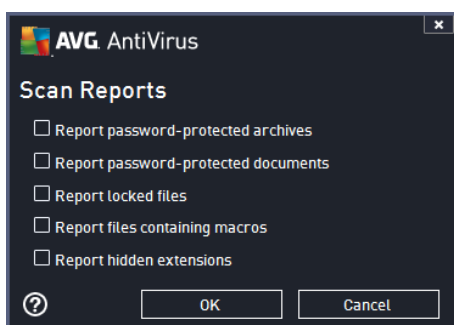 AVG AntiVirus
x
Scan Reports
Report password-protected archives
Report password-protected documents
Report locked files
Report files containing macros
Report hidden extensions
? OK Cancel